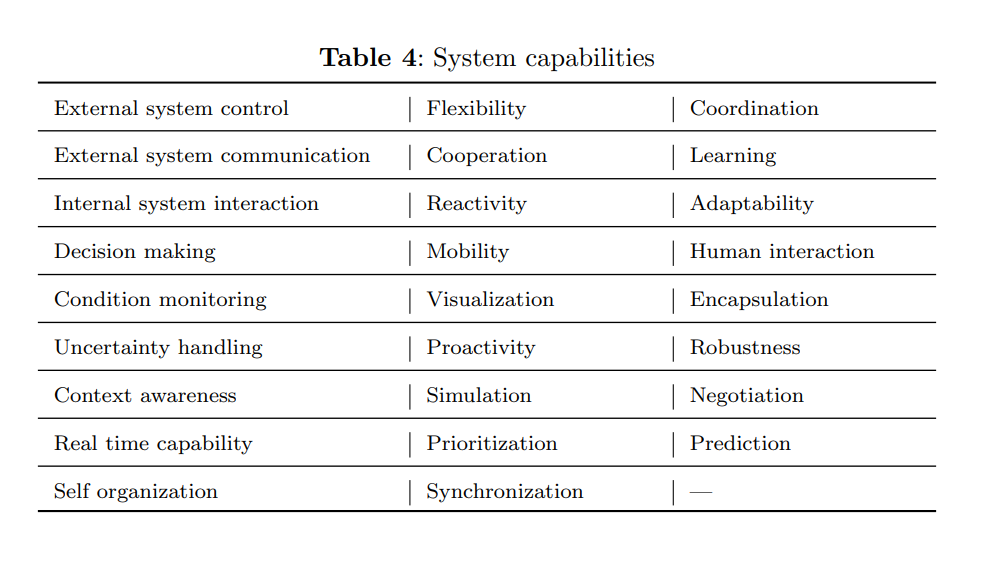 Table 4: System capabilities
External system control | Flexibility | Coordination
External system communication | Cooperation | Learning
Internal system interaction | Reactivity | Adaptability
Decision making | Mobility | Human interaction
Condition monitoring | Visualization | Encapsulation
Uncertainty handling | Proactivity | Robustness
Context awareness | Simulation | Negotiation
Real time capability | Prioritization | Prediction
Self organization | Synchronization | —